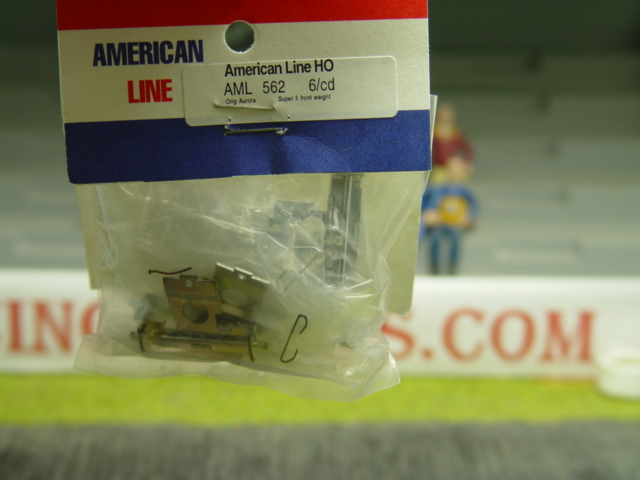 AMERICAN
LINE
American Line HO
AML 562 6/cd
Orig Aurora Super II front weight
S.COM